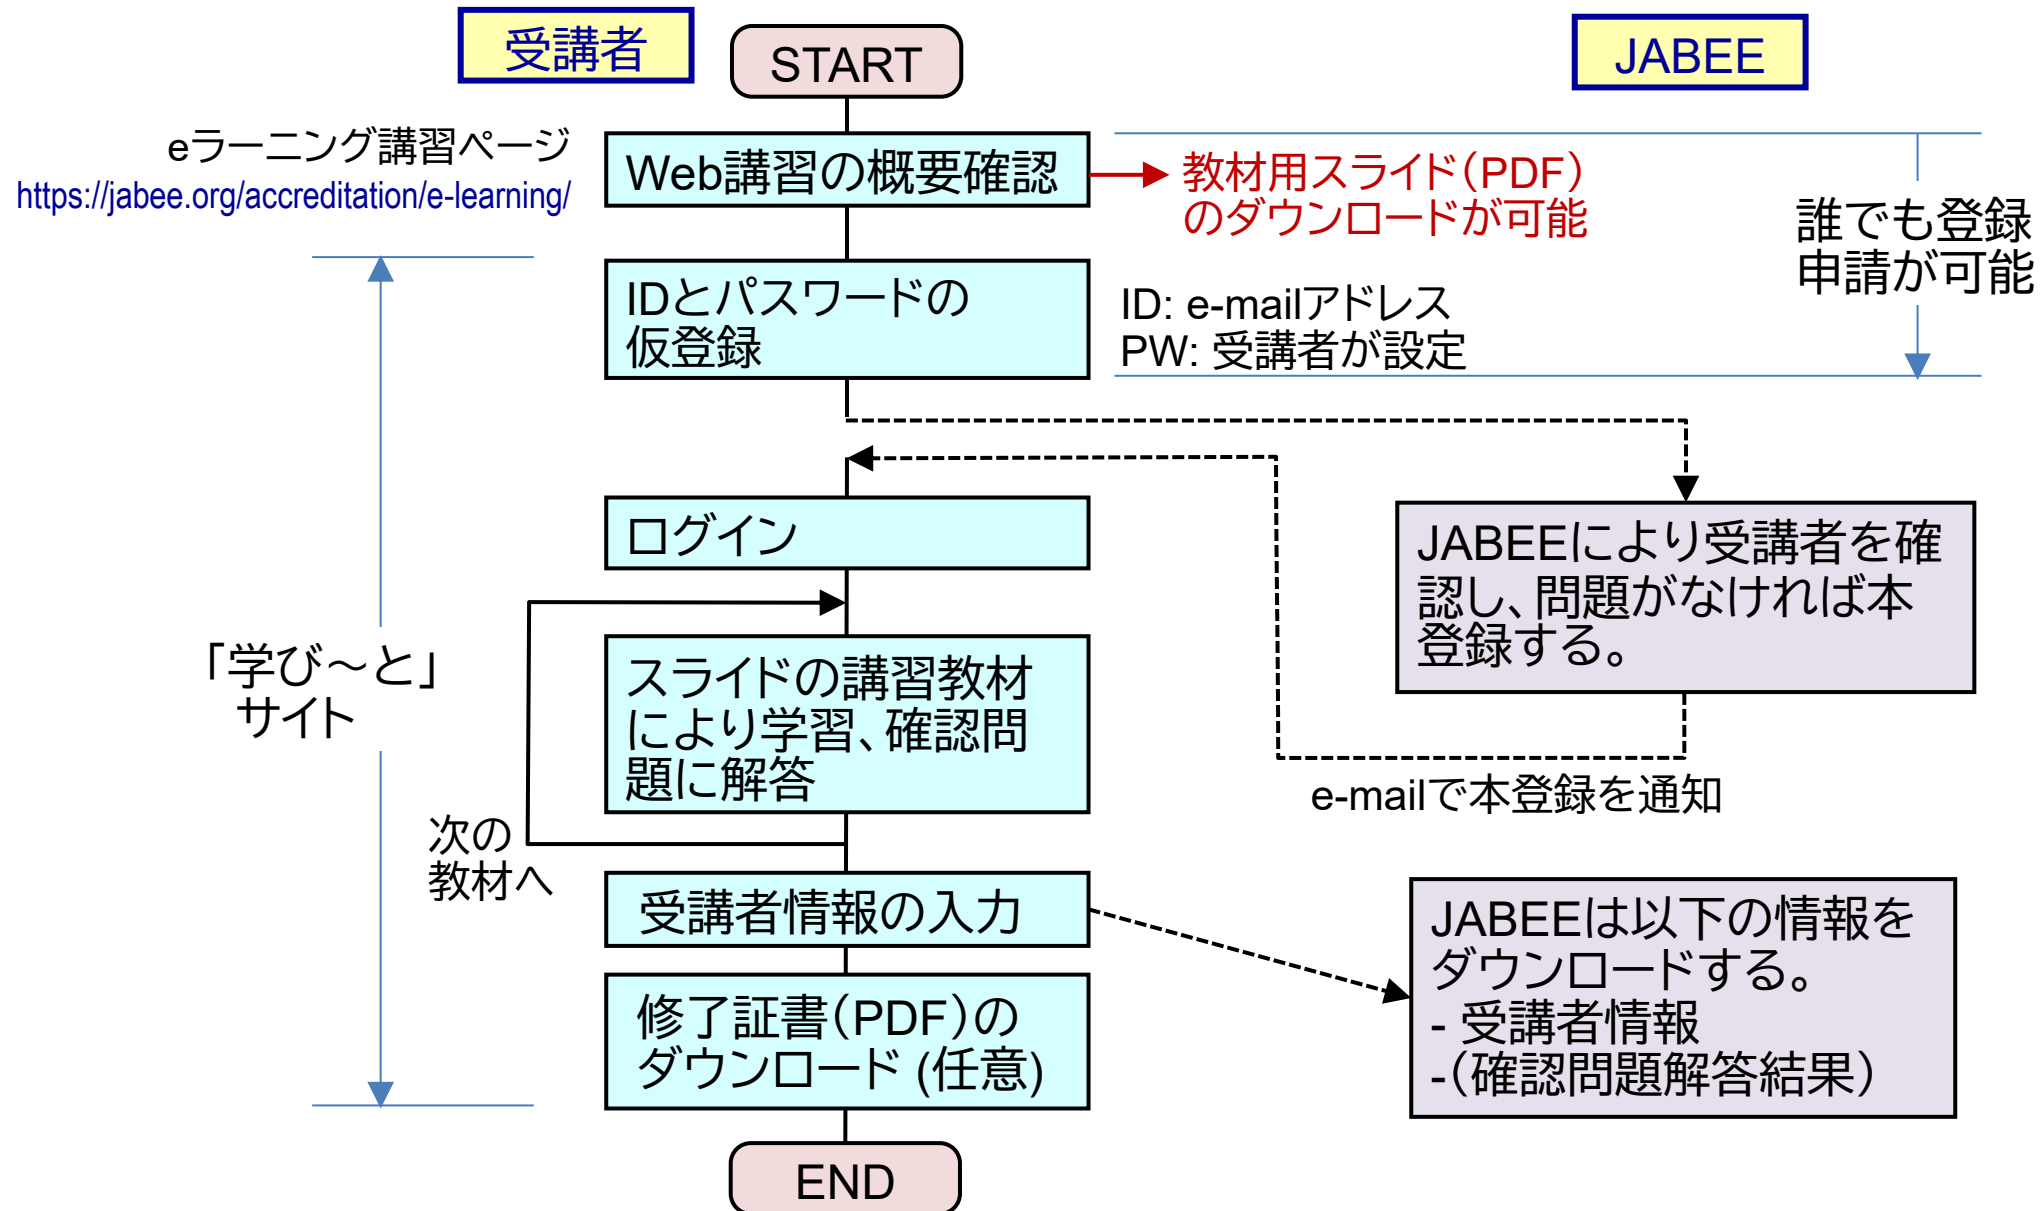 受講者
START
JABEE
eラーニング講習ページ
https://jabee.org/accreditation/e-learning/
Web講習の概要確認
教材用スライド（PDF）
のダウンロードが可能
誰でも登録
申請が可能
IDとパスワードの
仮登録
ID: e-mailアドレス
PW: 受講者が設定
ログイン
JABEEにより受講者を確
認し、問題がなければ本
登録する。
「学び～と」
サイト
スライドの講習教材
により学習、確認問
題に解答
e-mailで本登録を通知
次の
教材へ
受講者情報の入力
JABEEは以下の情報を
ダウンロードする。
- 受講者情報
-（確認問題解答結果）
修了証書（PDF）の
ダウンロード (任意)
END